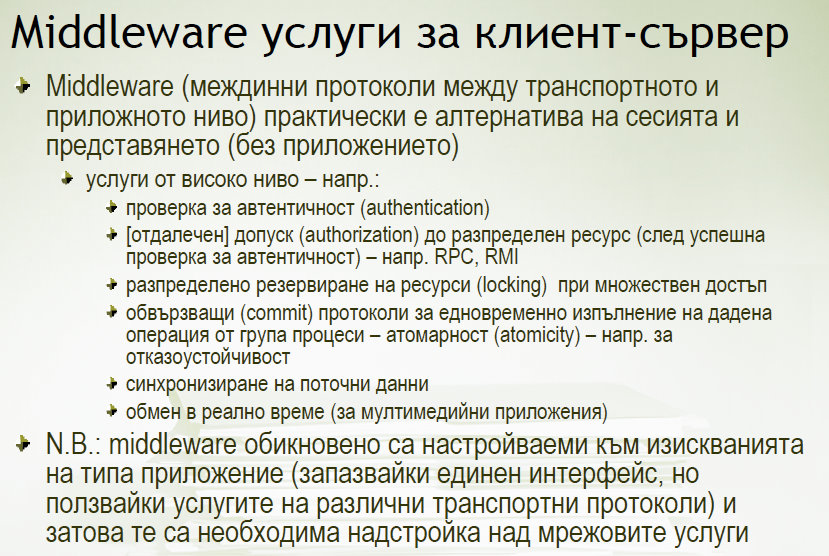 Middleware услуги за клиент-сървер
Middleware (междинни протоколи между транспортното и
приложното ниво) практически е алтернатива на сесията и
представянето (без приложението)
услуги от високо ниво – напр.:
проверка за автентичност (authentication)
[отдалечен] допуск (authorization) до разпределен ресурс (след успешна
проверка за автентичност) – напр. RPC, RMI
разпределено резервиране на ресурси (locking) при множествен достъп
обвързващи (commit) протоколи за едновременно изпълнение на дадена
операция от група процеси – атомарност (atomicity) – напр. за
отказоустойчивост
синхронизиране на поточни данни
обмен в реално време (за мултимедийни приложения)
N.B.: middleware обикновено са настройваеми към изискванията
на типа приложение (запазвайки единен интерфейс, но
ползвайки услугите на различни транспортни протоколи) и
затова те са необходима надстройка над мрежовите услуги